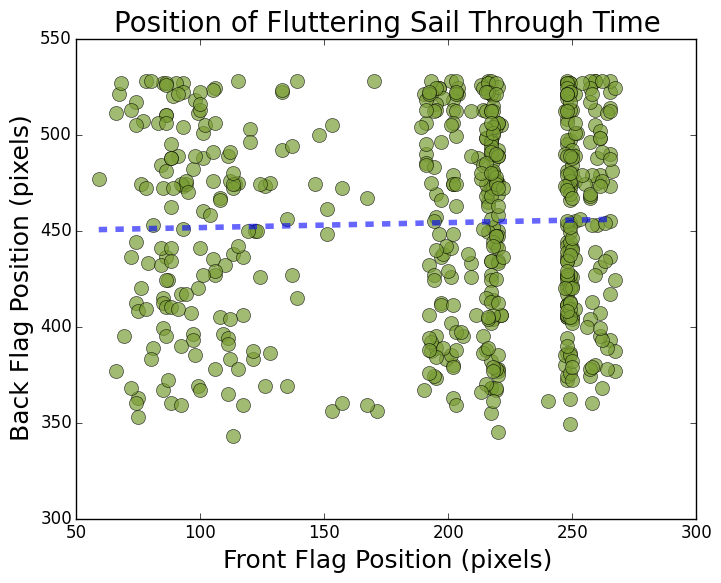 Position of Fluttering Sail Through Time
550
500
450
400
350
300
Back Flag Position (pixels)
50 100 150 200 250 300
Front Flag Position (pixels)